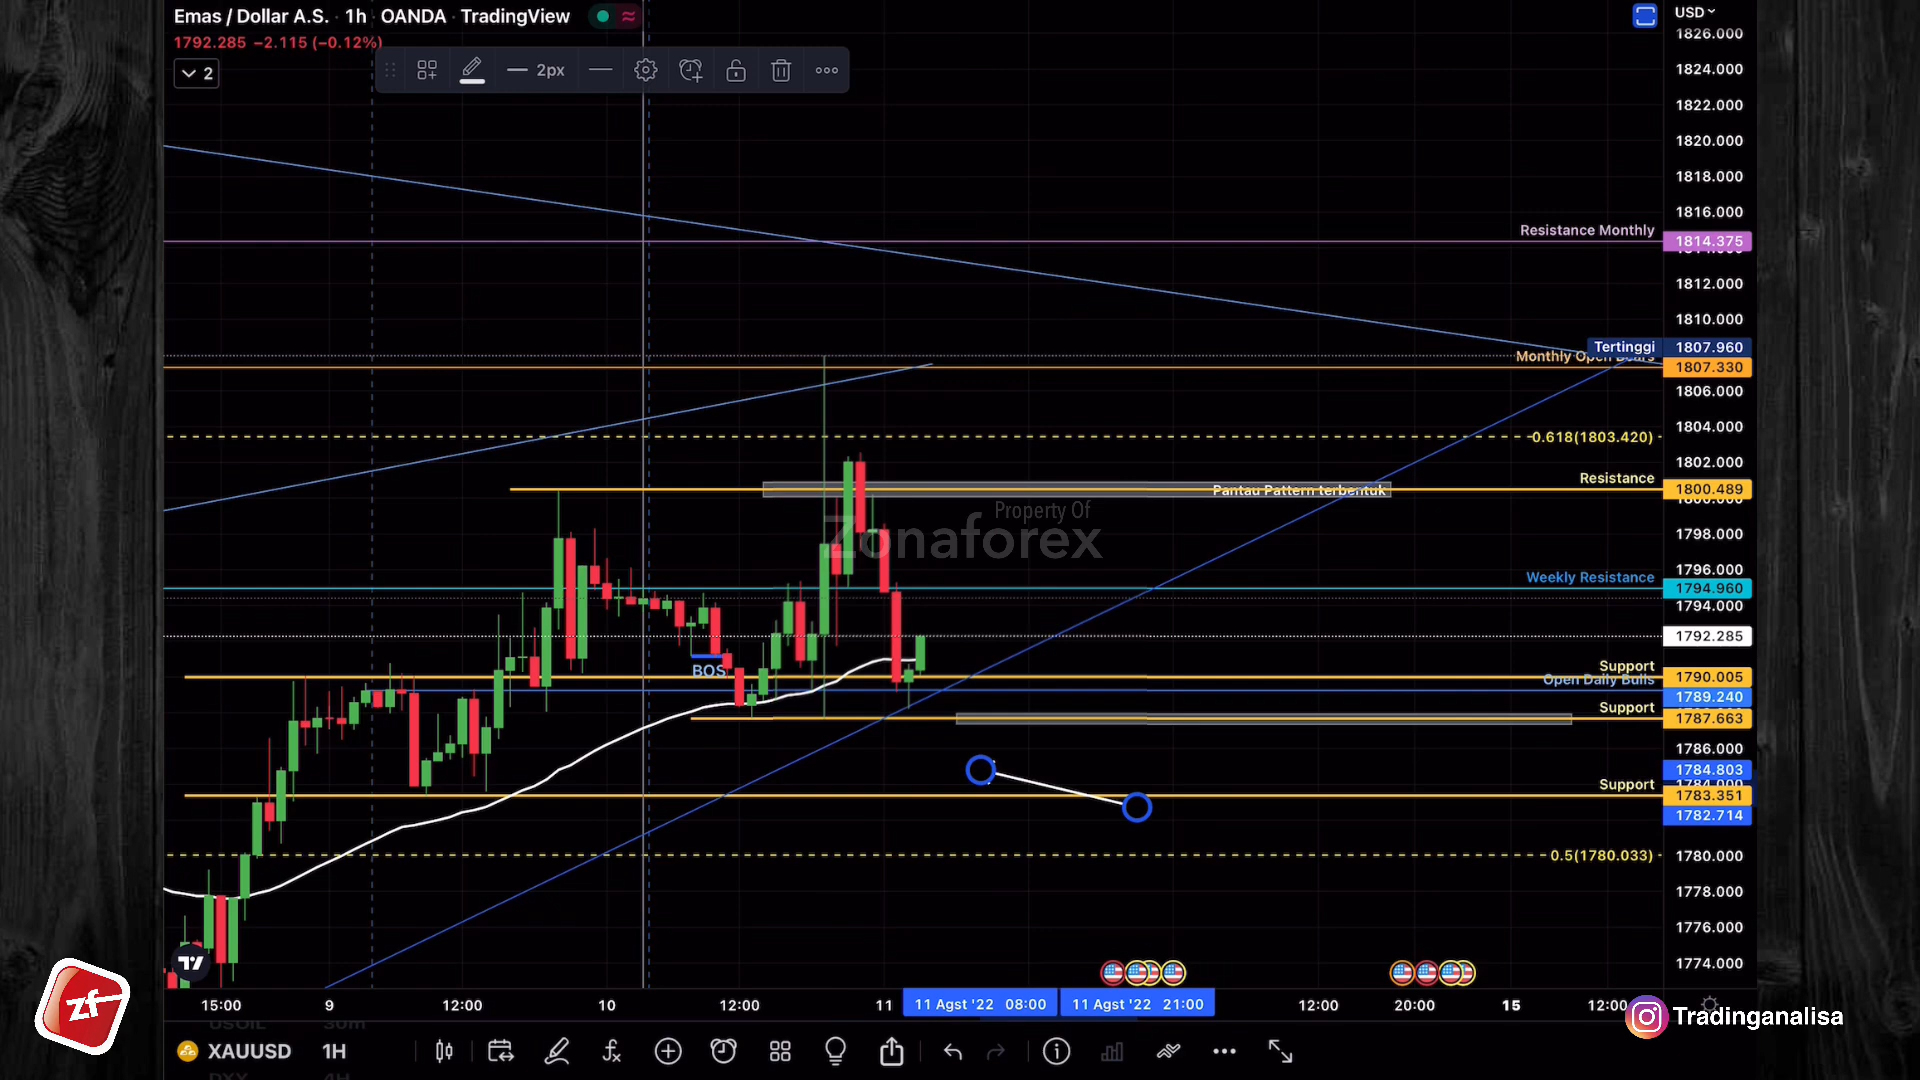 Emas / Dollar A.S. · 1h · OANDA · TradingView
1792.285 −2.115 (−0.12%)
2
2px
USD
1826.000
1824.000
1822.000
1820.000
1818.000
1816.000
Resistance Monthly 1814.375
1812.000
1810.000
Tertinggi 1807.960
Monthly Open Bears 1807.330
1806.000
1804.000
0.618(1803.420)
1802.000
Resistance 1800.489
Pantau Pattern terbentuk
Property Of
Zonaforex
1798.000
1796.000
Weekly Resistance 1794.960
1794.000
1792.285
BOS
Support 1790.005
Open Daily Bulls 1789.240
Support 1787.663
1786.000
1784.803
1784.000
Support 1783.351
1782.714
0.5(1780.033) 1780.000
1778.000
1776.000
1774.000
15:00 9 12:00 10 12:00 11 11 Agst '22 08:00 11 Agst '22 21:00 12:00 20:00 15 12:00
zf
Tradinganalisa
USOIL 30m
XAUUSD 1H
DXY 4H